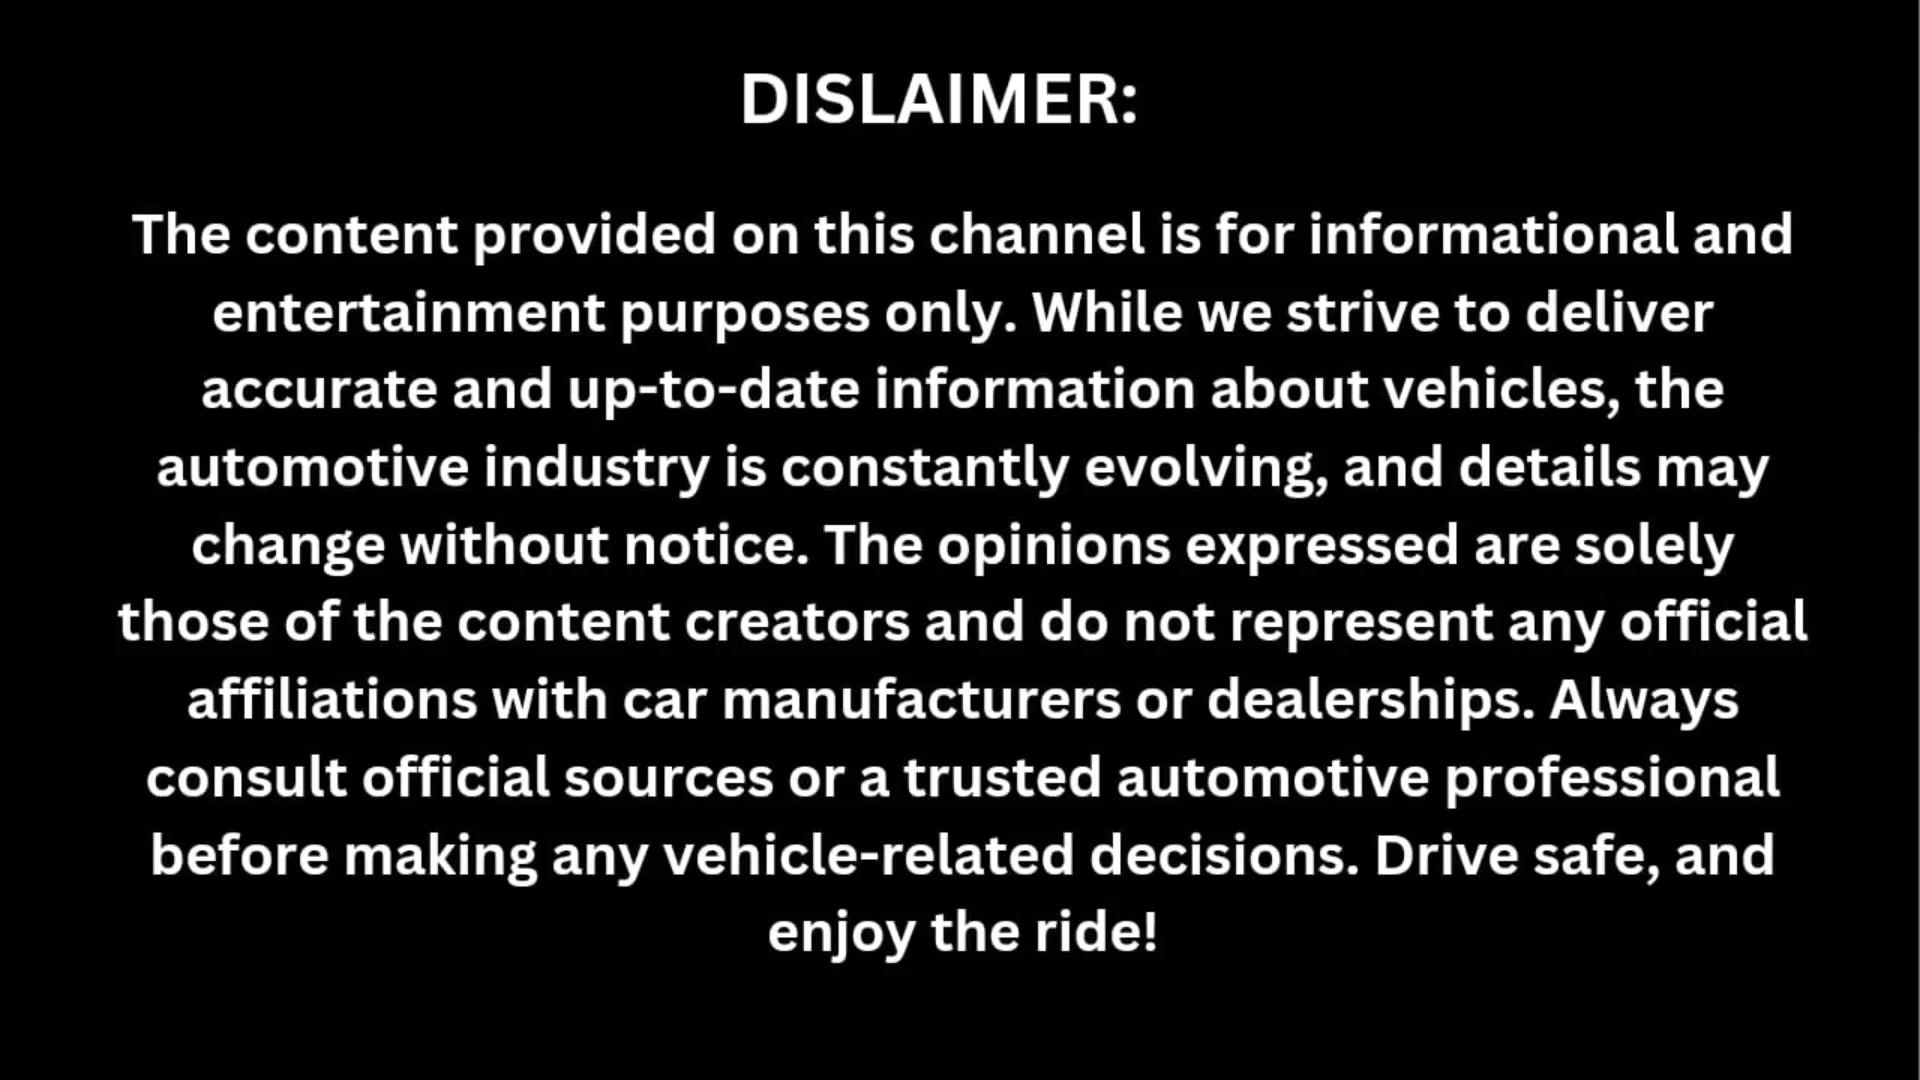 DISLAIMER:
The content provided on this channel is for informational and
entertainment purposes only. While we strive to deliver
accurate and up-to-date information about vehicles, the
automotive industry is constantly evolving, and details may
change without notice. The opinions expressed are solely
those of the content creators and do not represent any official
affiliations with car manufacturers or dealerships. Always
consult official sources or a trusted automotive professional
before making any vehicle-related decisions. Drive safe, and
enjoy the ride!